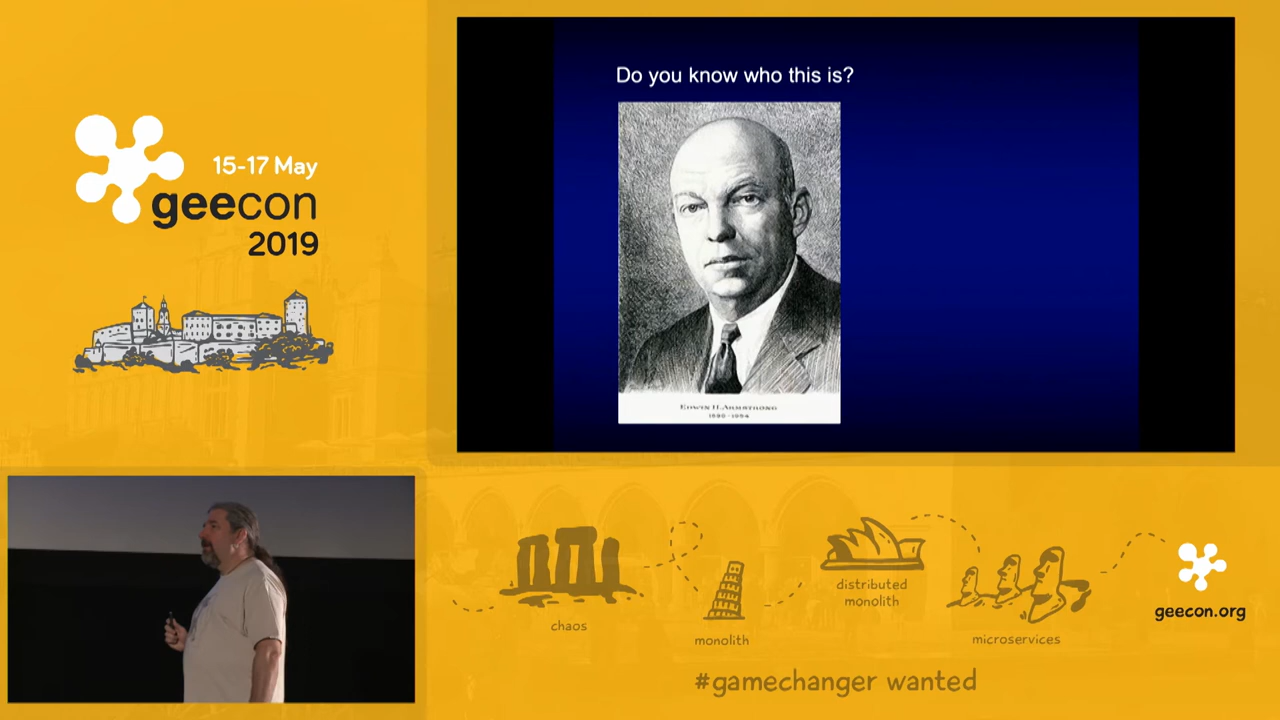 15-17 May
geecon
2019
Do you know who this is?
EDWIN H. ARMSTRONG
1890 - 1954
chaos
monolith
distributed
monolith
microservices
geecon.org
#gamechanger wanted